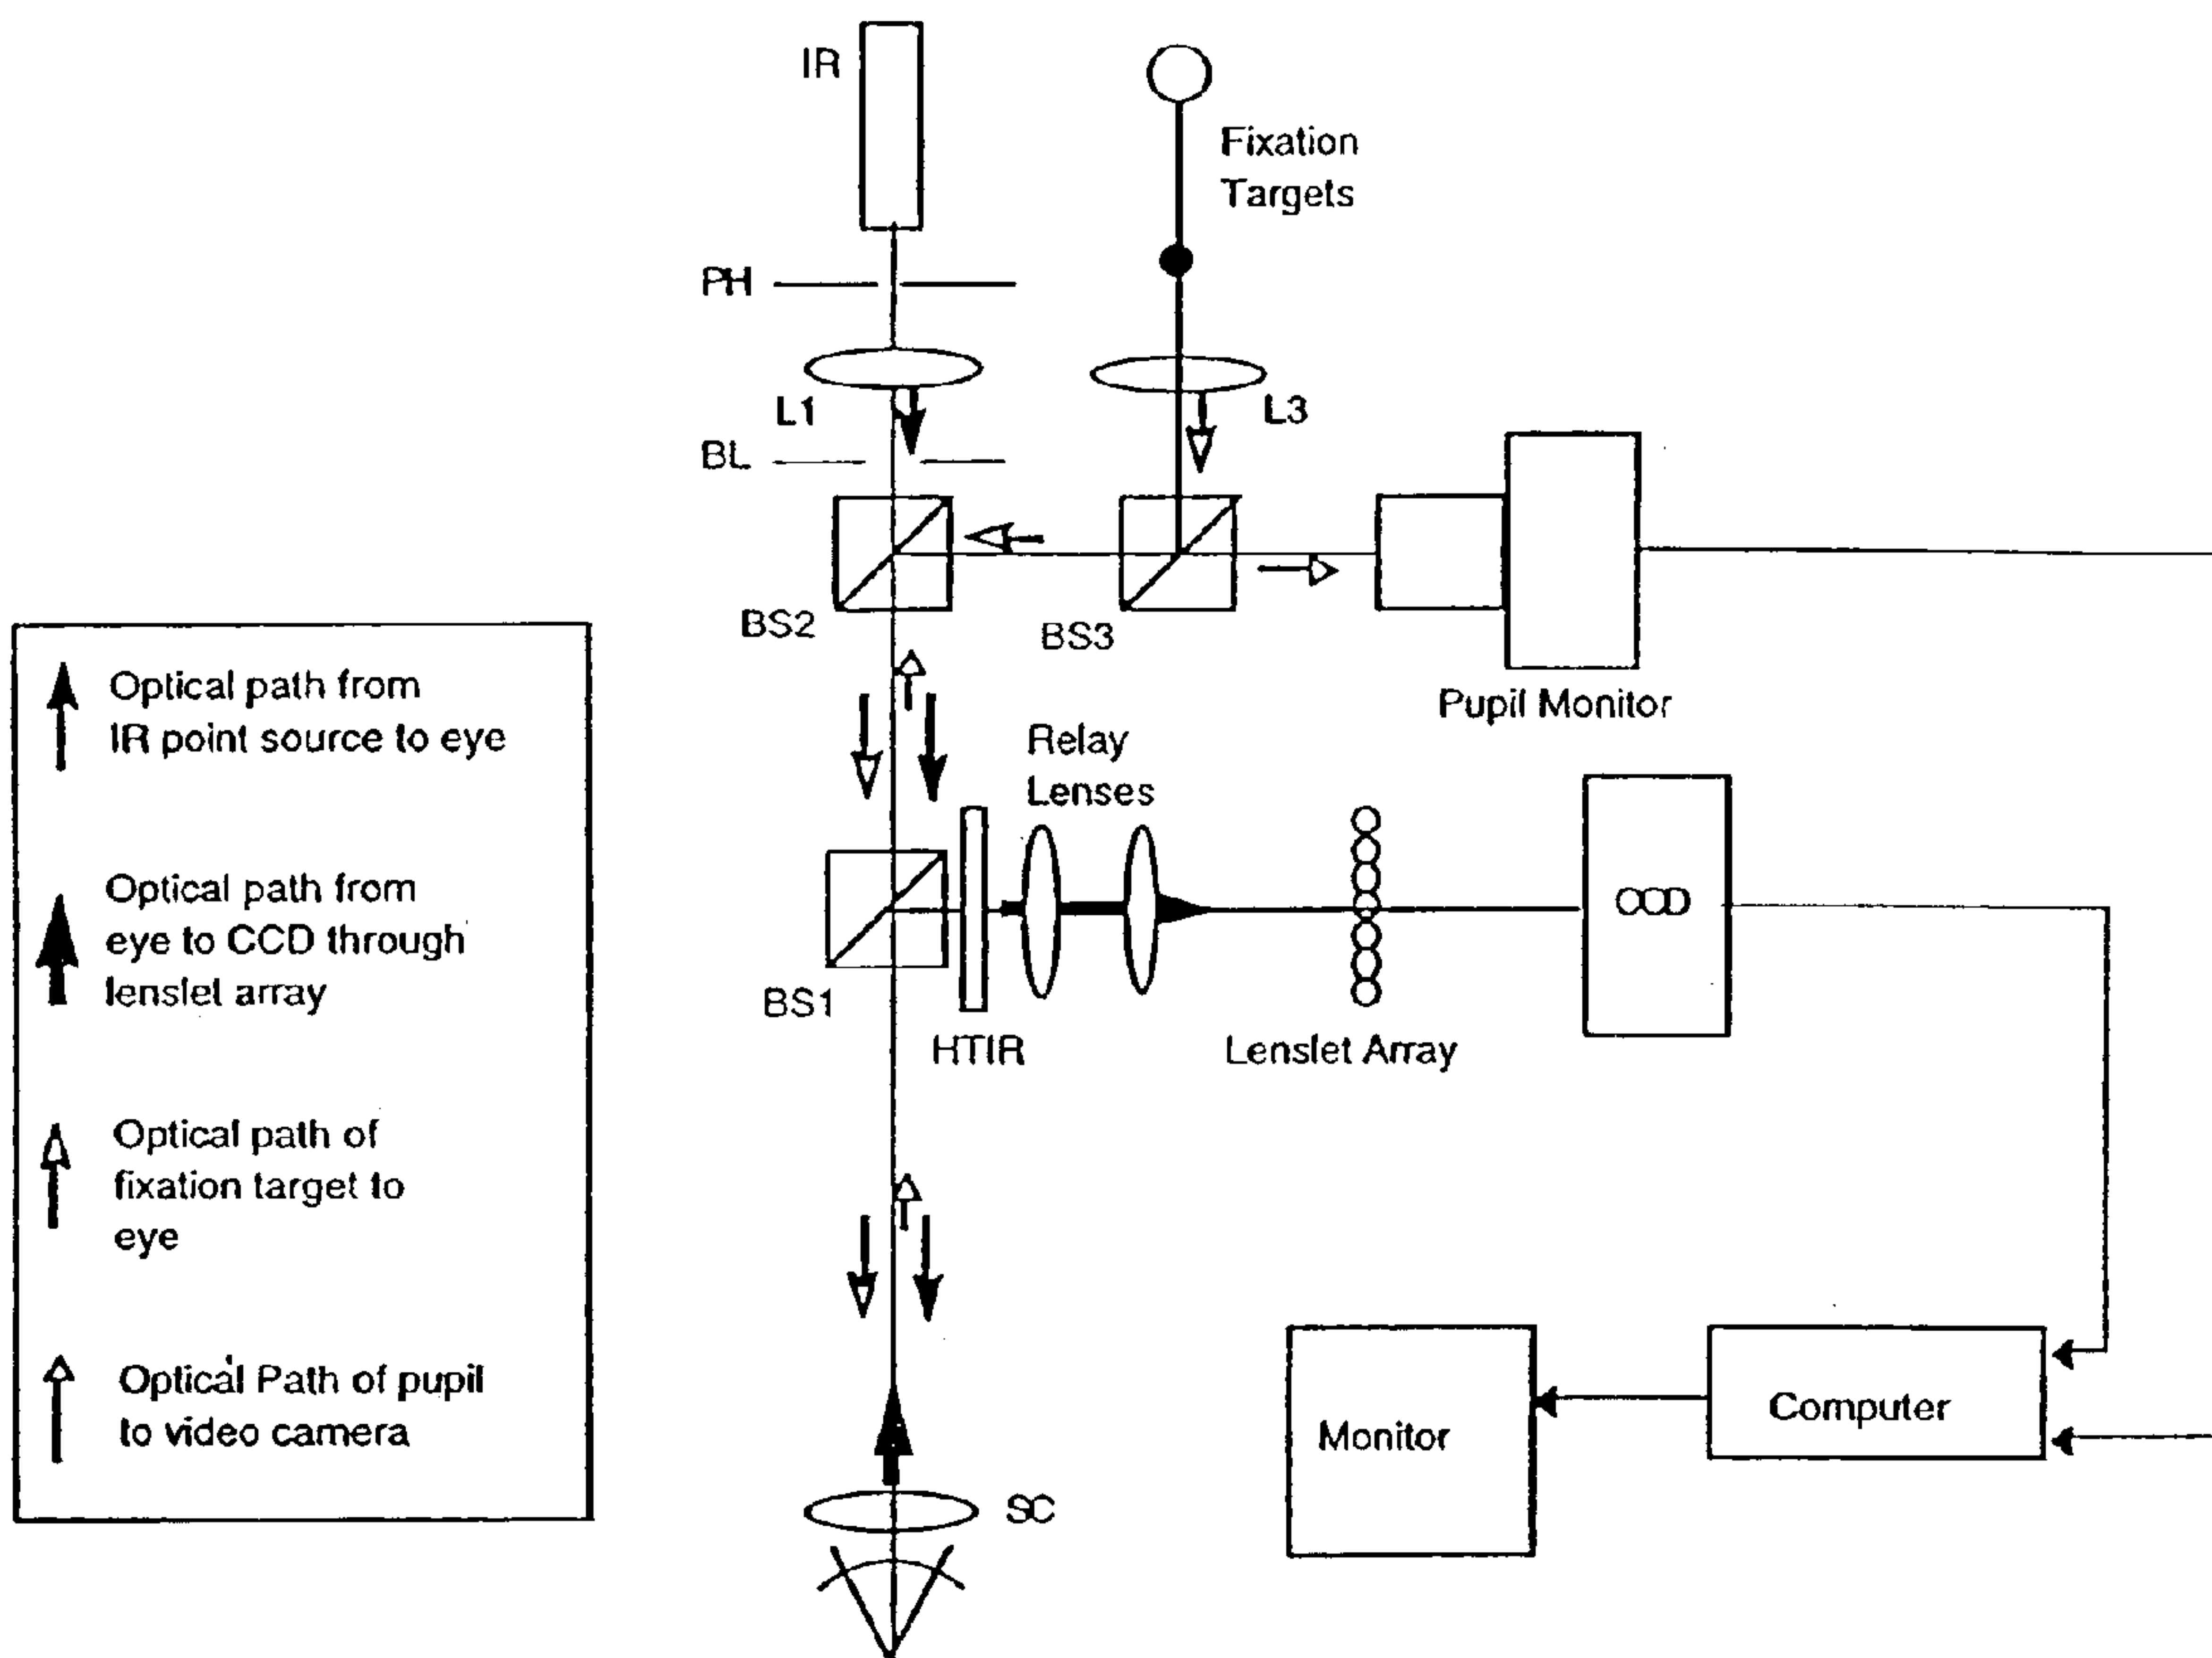 IR
Fixation
Targets
PH
L1
L3
BL
BS2
BS3
Pupil Monitor
Optical path from
IR point source to eye
Relay
Lenses
Optical path from
eye to CCD through
lenslet array
CCD
BS1
HTIR
Lenslet Array
Optical path of
fixation target to
eye
Optical Path of pupil
to video camera
Computer
Monitor
SC